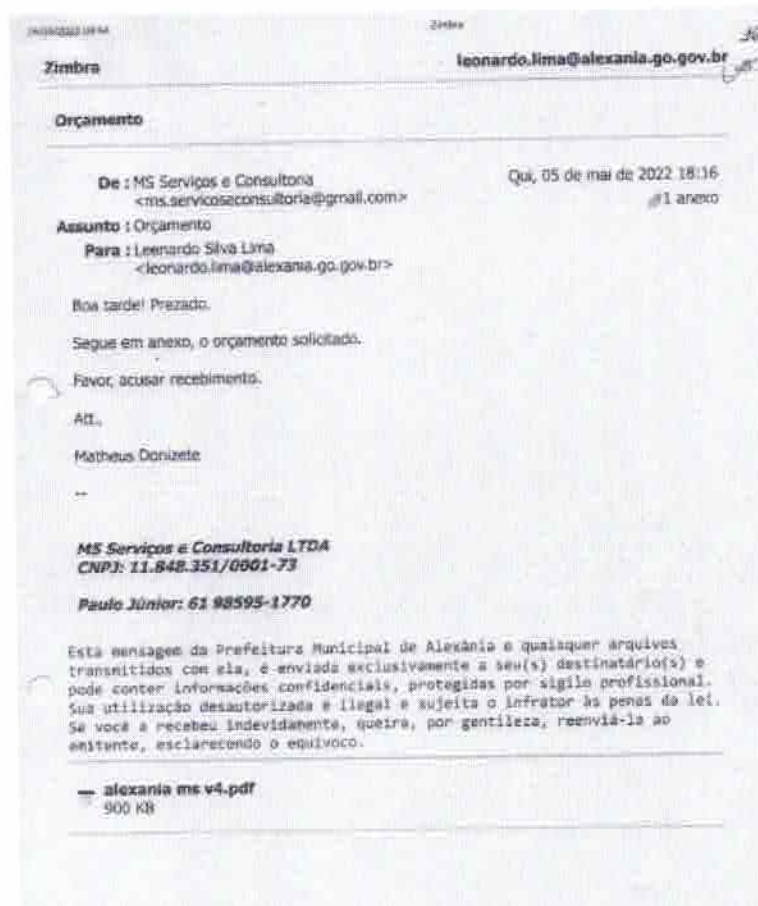 Zimbra
Zimbra
leonardo.lima@alexania.go.gov.br
Orçamento
De : MS Serviços e Consultoria
<ms.servicoseconsultoria@gmail.com>
Qui, 05 de mai de 2022 18:16
1 anexo
Assunto : Orçamento
Para : Leonardo Silva Lima
<leonardo.lima@alexania.go.gov.br>
Boa tarde! Prezado.
Segue em anexo, o orçamento solicitado.
Favor, acusar recebimento.
Att.,
Matheus Donizete
--
MS Serviços e Consultoria LTDA
CNPJ: 11.848.351/0001-73
Paulo Júnior: 61 98595-1770
Esta mensagem da Prefeitura Municipal de Alexânia e quaisquer arquivos
transmitidos com ela, é enviada exclusivamente a seu(s) destinatário(s) e
pode conter informações confidenciais, protegidas por sigilo profissional.
Sua utilização desautorizada é ilegal e sujeita o infrator às penas da lei.
Se você a recebeu indevidamente, queira, por gentileza, reenviá-la ao
emitente, esclarecendo o equívoco.
alexania ms v4.pdf
900 KB